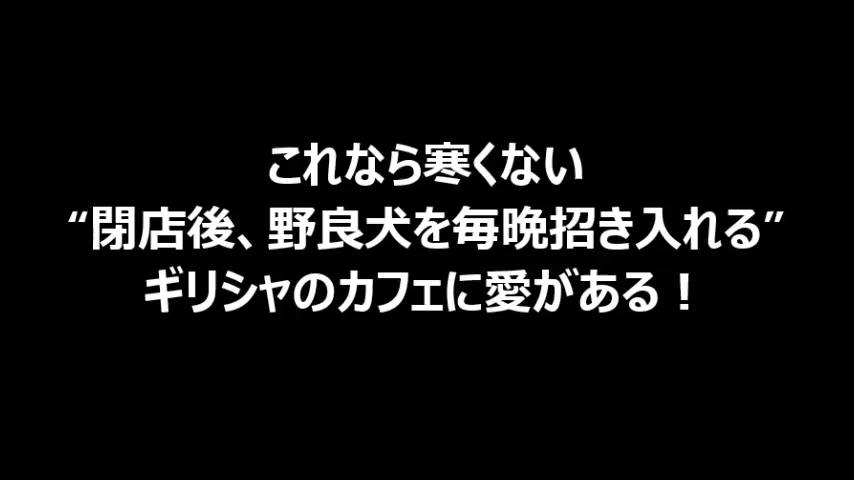 これなら寒くない
“閉店後、野良犬を毎晩招き入れる”
ギリシャのカフェに愛がある！